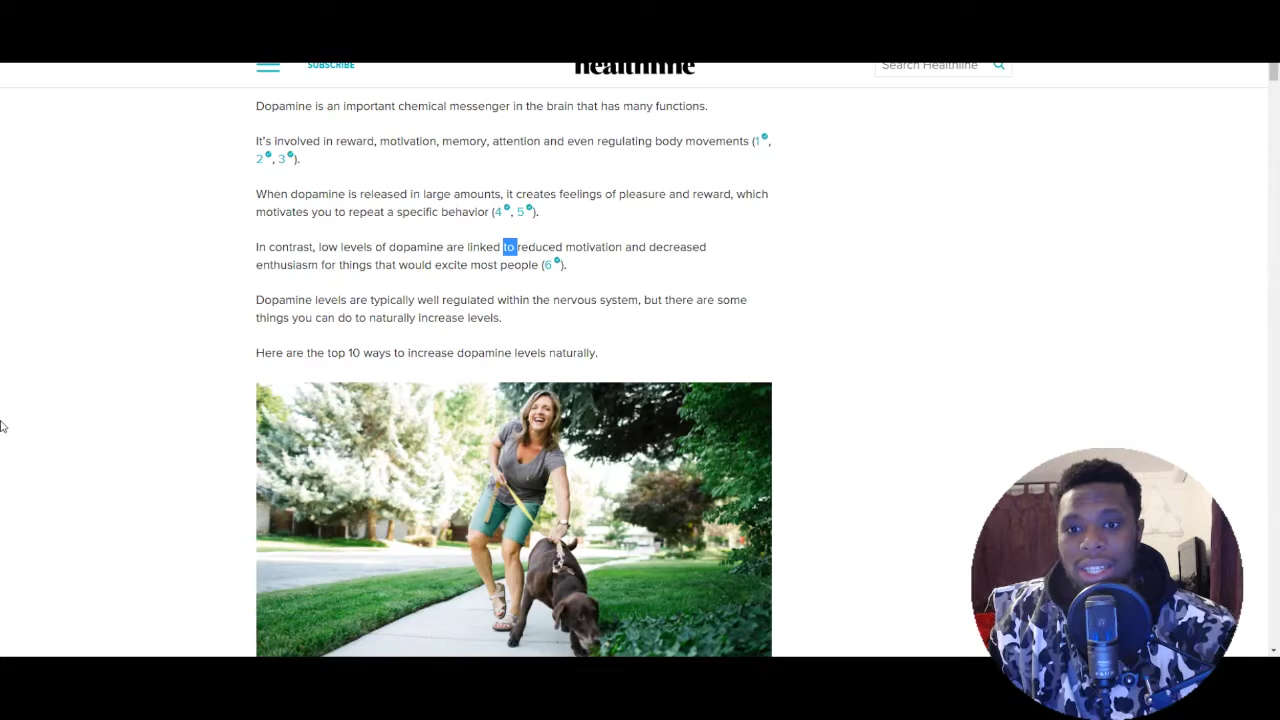 SUBSCRIBE
healthline
Search Healthline
Dopamine is an important chemical messenger in the brain that has many functions.
It's involved in reward, motivation, memory, attention and even regulating body movements (1,
2, 3).
When dopamine is released in large amounts, it creates feelings of pleasure and reward, which
motivates you to repeat a specific behavior (4, 5).
In contrast, low levels of dopamine are linked to reduced motivation and decreased
enthusiasm for things that would excite most people (6).
Dopamine levels are typically well regulated within the nervous system, but there are some
things you can do to naturally increase levels.
Here are the top 10 ways to increase dopamine levels naturally.